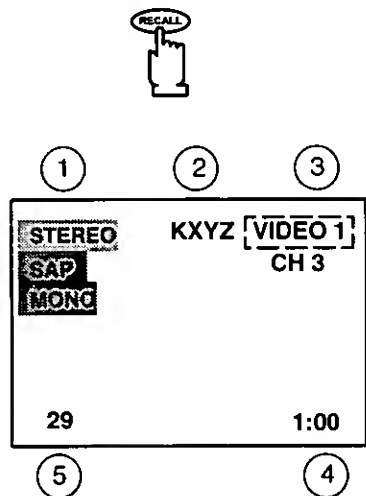 RECALL
1 2 3
STEREO KXYZ VIDEO 1
SAP CH 3
MONO
29 1:00
5 4